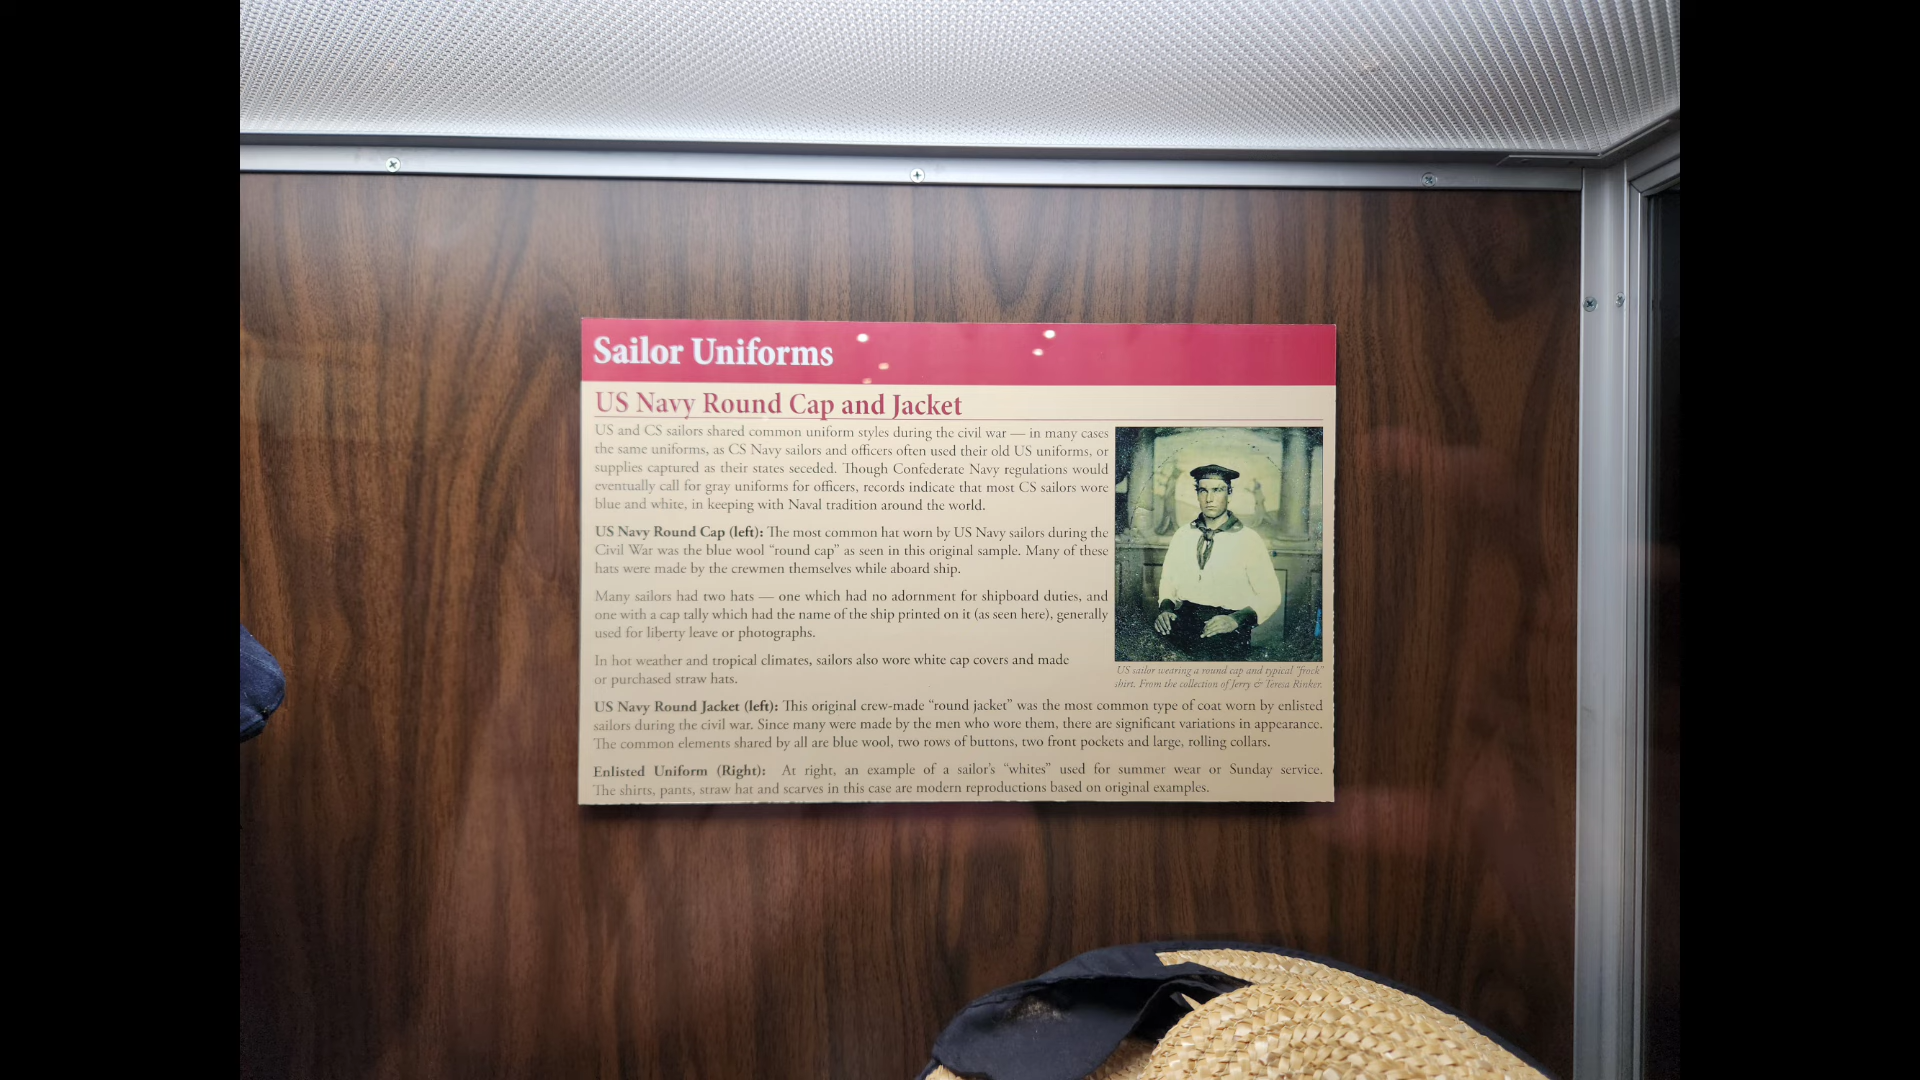 Sailor Uniforms
US Navy Round Cap and Jacket
US and CS sailors shared common uniform styles during the civil war — in many cases
the same uniforms, as CS Navy sailors and officers often used their old US uniforms, or
supplies captured as their states seceded. Though Confederate Navy regulations would
eventually call for gray uniforms for officers, records indicate that most CS sailors wore
blue and white, in keeping with Naval tradition around the world.
US Navy Round Cap (left): The most common hat worn by US Navy sailors during the
Civil War was the blue wool “round cap” as seen in this original sample. Many of these
hats were made by the crewmen themselves while aboard ship.
Many sailors had two hats — one which had no adornment for shipboard duties, and
one with a cap tally which had the name of the ship printed on it (as seen here), generally
used for liberty leave or photographs.
In hot weather and tropical climates, sailors also wore white cap covers and made
or purchased straw hats.
US sailor wearing a round cap and typical “frock”
shirt. From the collection of Jerry & Teresa Rinker.
US Navy Round Jacket (left): This original crew-made “round jacket” was the most common type of coat worn by enlisted
sailors during the civil war. Since many were made by the men who wore them, there are significant variations in appearance.
The common elements shared by all are blue wool, two rows of buttons, two front pockets and large, rolling collars.
Enlisted Uniform (Right): At right, an example of a sailor’s “whites” used for summer wear or Sunday service.
The shirts, pants, straw hat and scarves in this case are modern reproductions based on original examples.